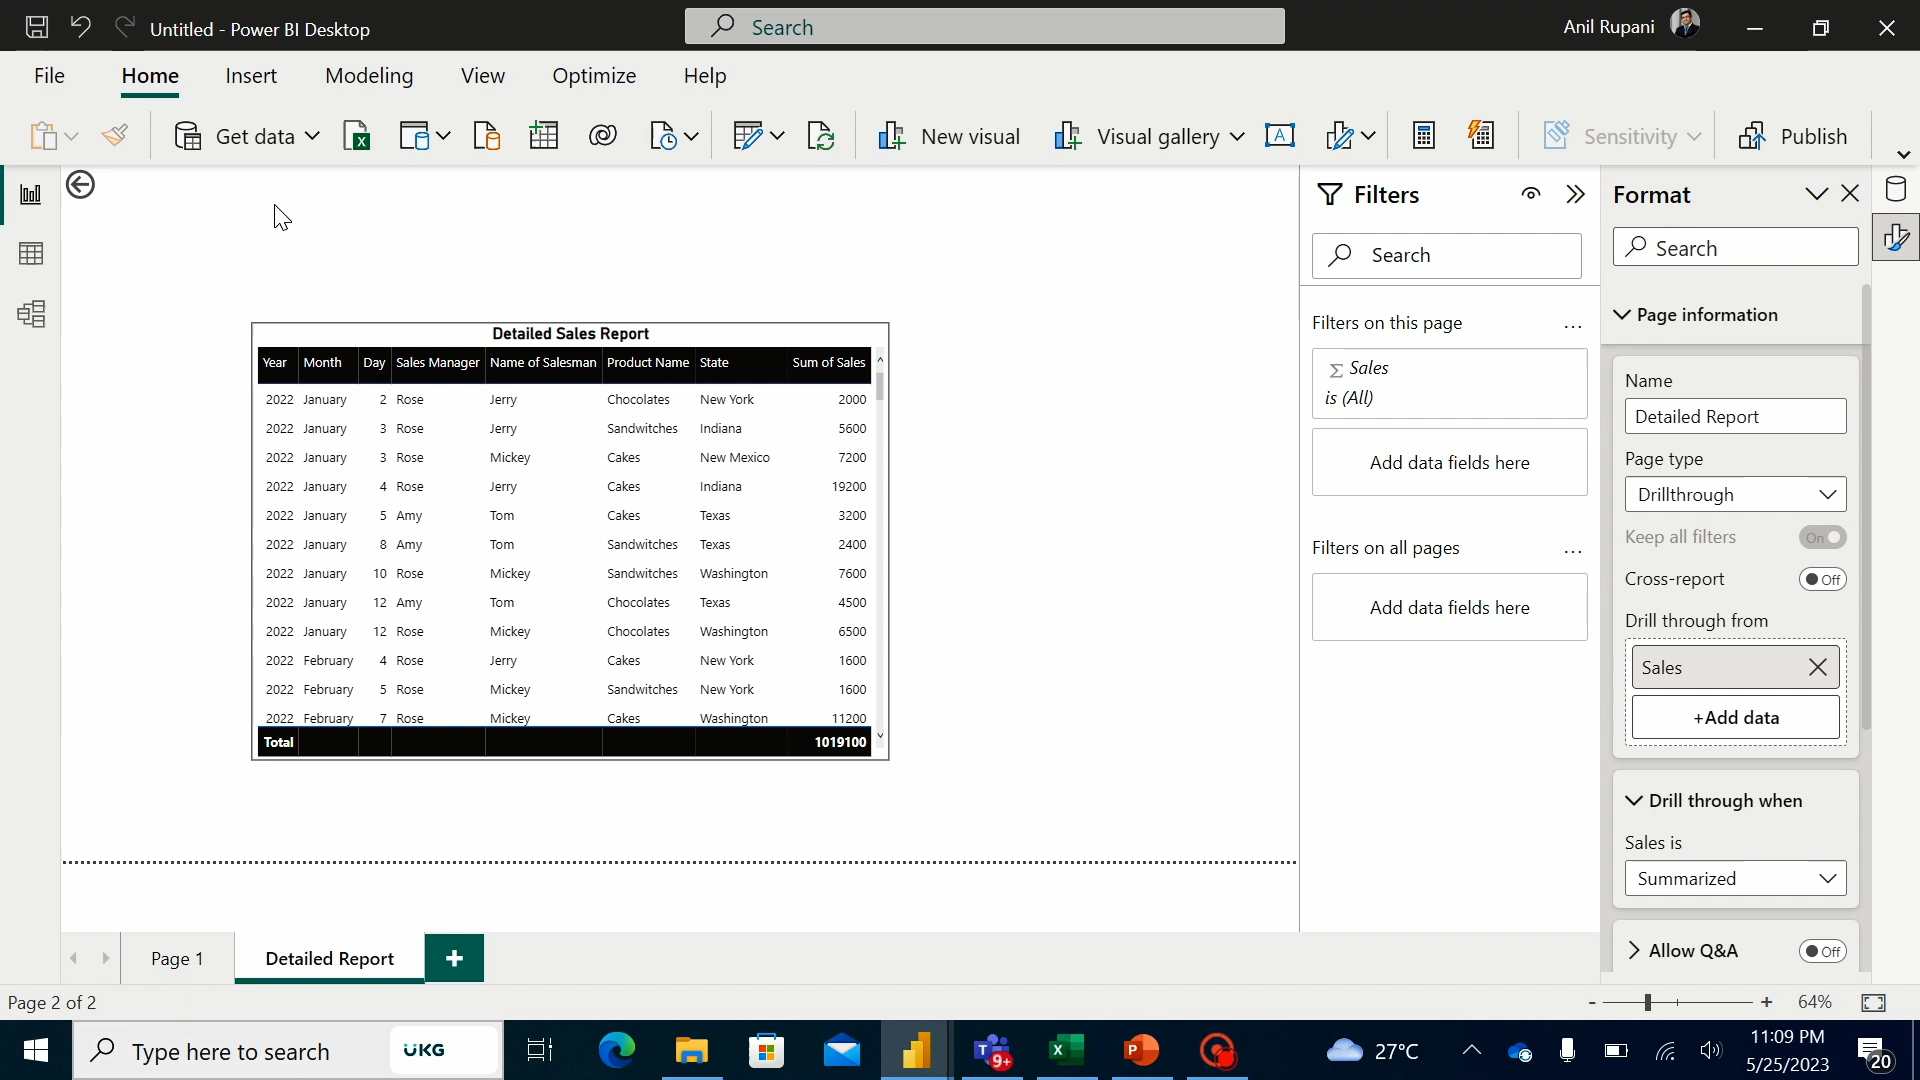 Untitled - Power BI Desktop
Search
Anil Rupani
File Home Insert Modeling View Optimize Help
Get data New visual Visual gallery Sensitivity Publish
Filters
Search
Filters on this page ...
Sales
is (All)
Add data fields here
Filters on all pages ...
Add data fields here
Format
Search
Page information
Name
Detailed Report
Page type
Drillthrough
Keep all filters On
Cross-report Off
Drill through from
Sales
+Add data
Drill through when
Sales is
Summarized
Allow Q&A Off
Detailed Sales Report
Year Month Day Sales Manager Name of Salesman Product Name State Sum of Sales
2022 January 2 Rose Jerry Chocolates New York 2000
2022 January 3 Rose Jerry Sandwitches Indiana 5600
2022 January 3 Rose Mickey Cakes New Mexico 7200
2022 January 4 Rose Jerry Cakes Indiana 19200
2022 January 5 Amy Tom Cakes Texas 3200
2022 January 8 Amy Tom Sandwitches Texas 2400
2022 January 10 Rose Mickey Sandwitches Washington 7600
2022 January 12 Amy Tom Chocolates Texas 4500
2022 January 12 Rose Mickey Chocolates Washington 6500
2022 February 4 Rose Jerry Cakes New York 1600
2022 February 5 Rose Mickey Sandwitches New York 1600
2022 February 7 Rose Mickey Cakes Washington 11200
Total 1019100
Page 1 Detailed Report +
Page 2 of 2
- + 64%
Type here to search UKG
9+
27°C
11:09 PM
5/25/2023
20